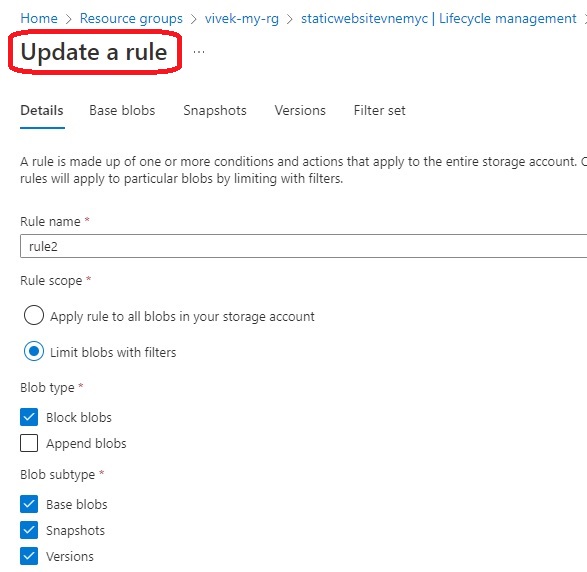 Home > Resource groups > vivek-my-rg > staticwebsitevnemyc | Lifecycle management >
Update a rule ...
Details Base blobs Snapshots Versions Filter set
A rule is made up of one or more conditions and actions that apply to the entire storage account.
rules will apply to particular blobs by limiting with filters.
Rule name *
rule2
Rule scope *
Apply rule to all blobs in your storage account
Limit blobs with filters
Blob type *
Block blobs
Append blobs
Blob subtype *
Base blobs
Snapshots
Versions